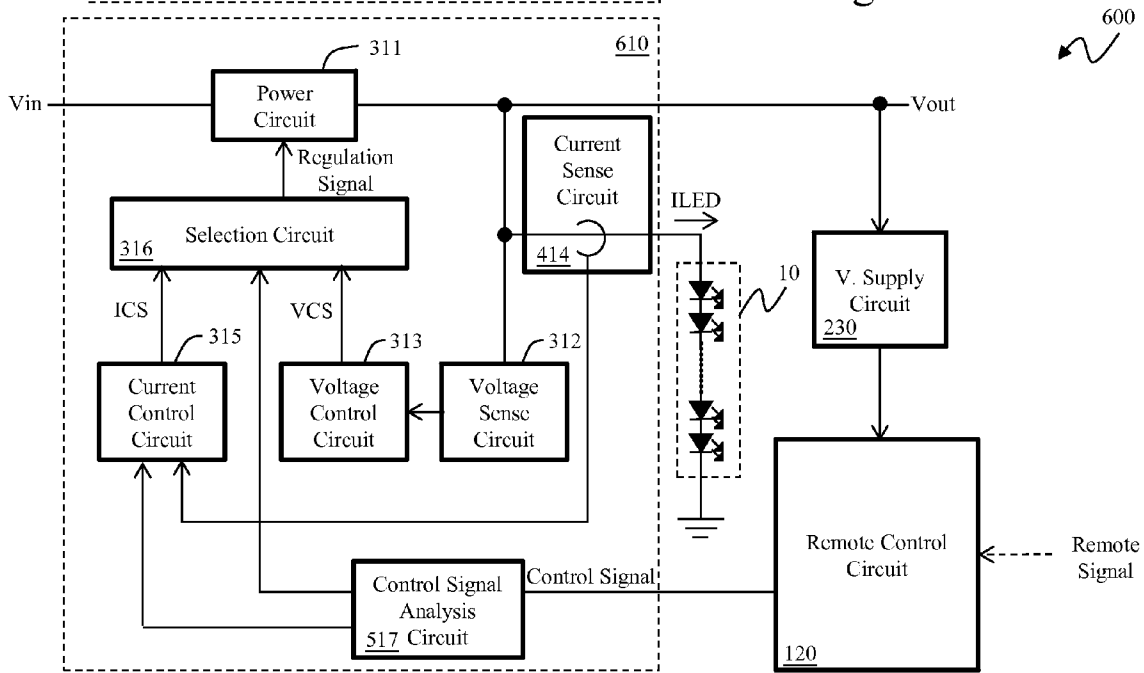 g
600
610
311
Vin
Power
Circuit
Vout
Regulation
Signal
Current
Sense
Circuit
414
ILED
Selection Circuit
316
10
V. Supply
Circuit
230
ICS
VCS
315
313
312
Current
Control
Circuit
Voltage
Control
Circuit
Voltage
Sense
Circuit
Remote Control
Circuit
120
Remote
Signal
Control Signal
Control Signal
Analysis
Circuit
517